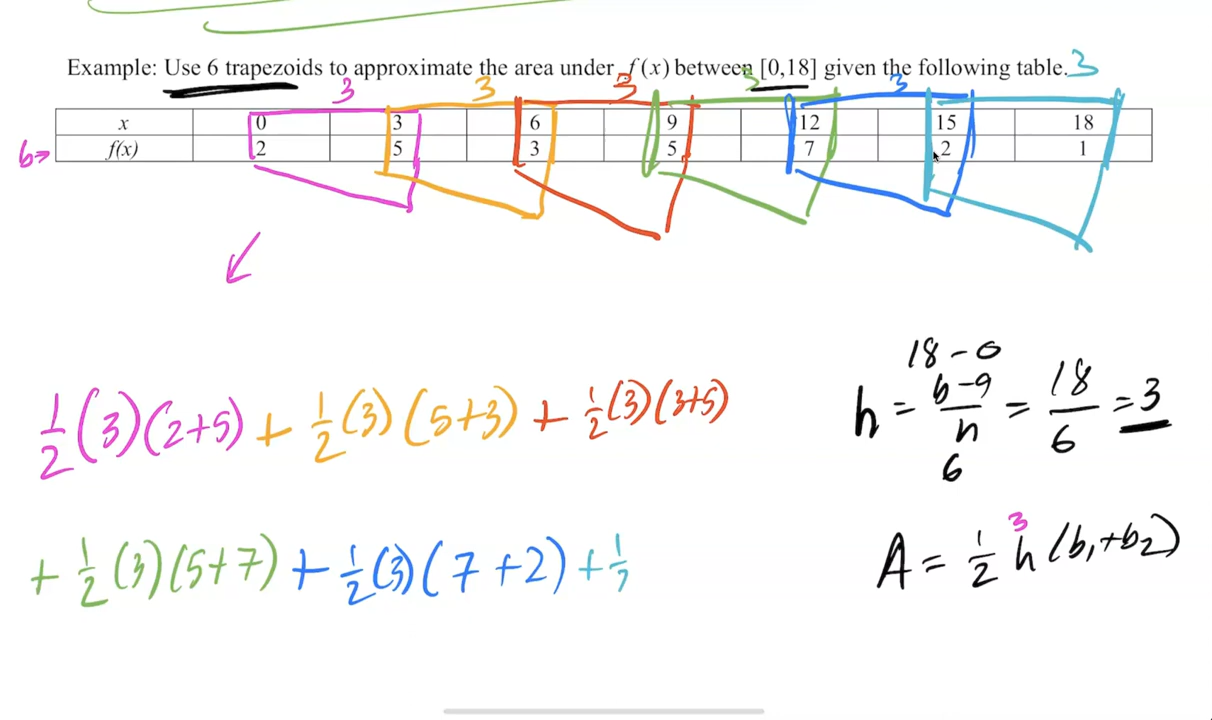 Example: Use 6 trapezoids to approximate the area under f(x) between [0,18] given the following table.
3 3 3 3 3 3
x 0 3 6 9 12 15 18
b→ f(x) 2 5 3 5 7 2 1
18-0
h = b-9/n = 18/6 = 3
6
1/2(3)(2+5) + 1/2(3)(5+3) + 1/2(3)(3+5)
3
A = 1/2 h(b₁+b₂)
+ 1/2(3)(5+7) + 1/2(3)(7+2) + 1/2